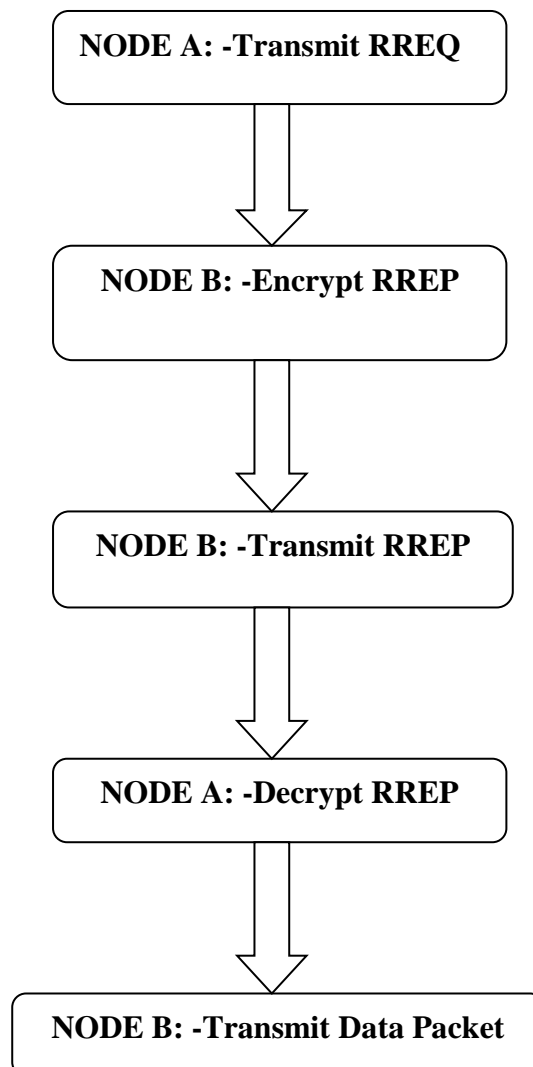 NODE A: -Transmit RREQ
NODE B: -Encrypt RREP
NODE B: -Transmit RREP
NODE A: -Decrypt RREP
NODE B: -Transmit Data Packet